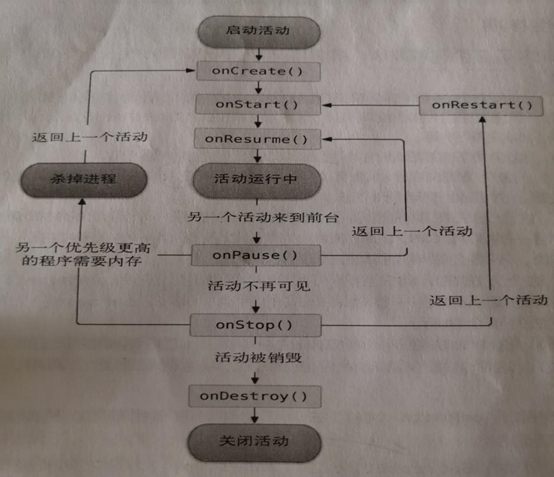 启动活动
onCreate()
onStart()
onRestart()
返回上一个活动
onResurme()
杀掉进程
活动运行中
另一个活动来到前台
返回上一个活动
另一个优先级更高
的程序需要内存
onPause()
活动不再可见
返回上一个活动
onStop()
活动被销毁
onDestroy()
关闭活动